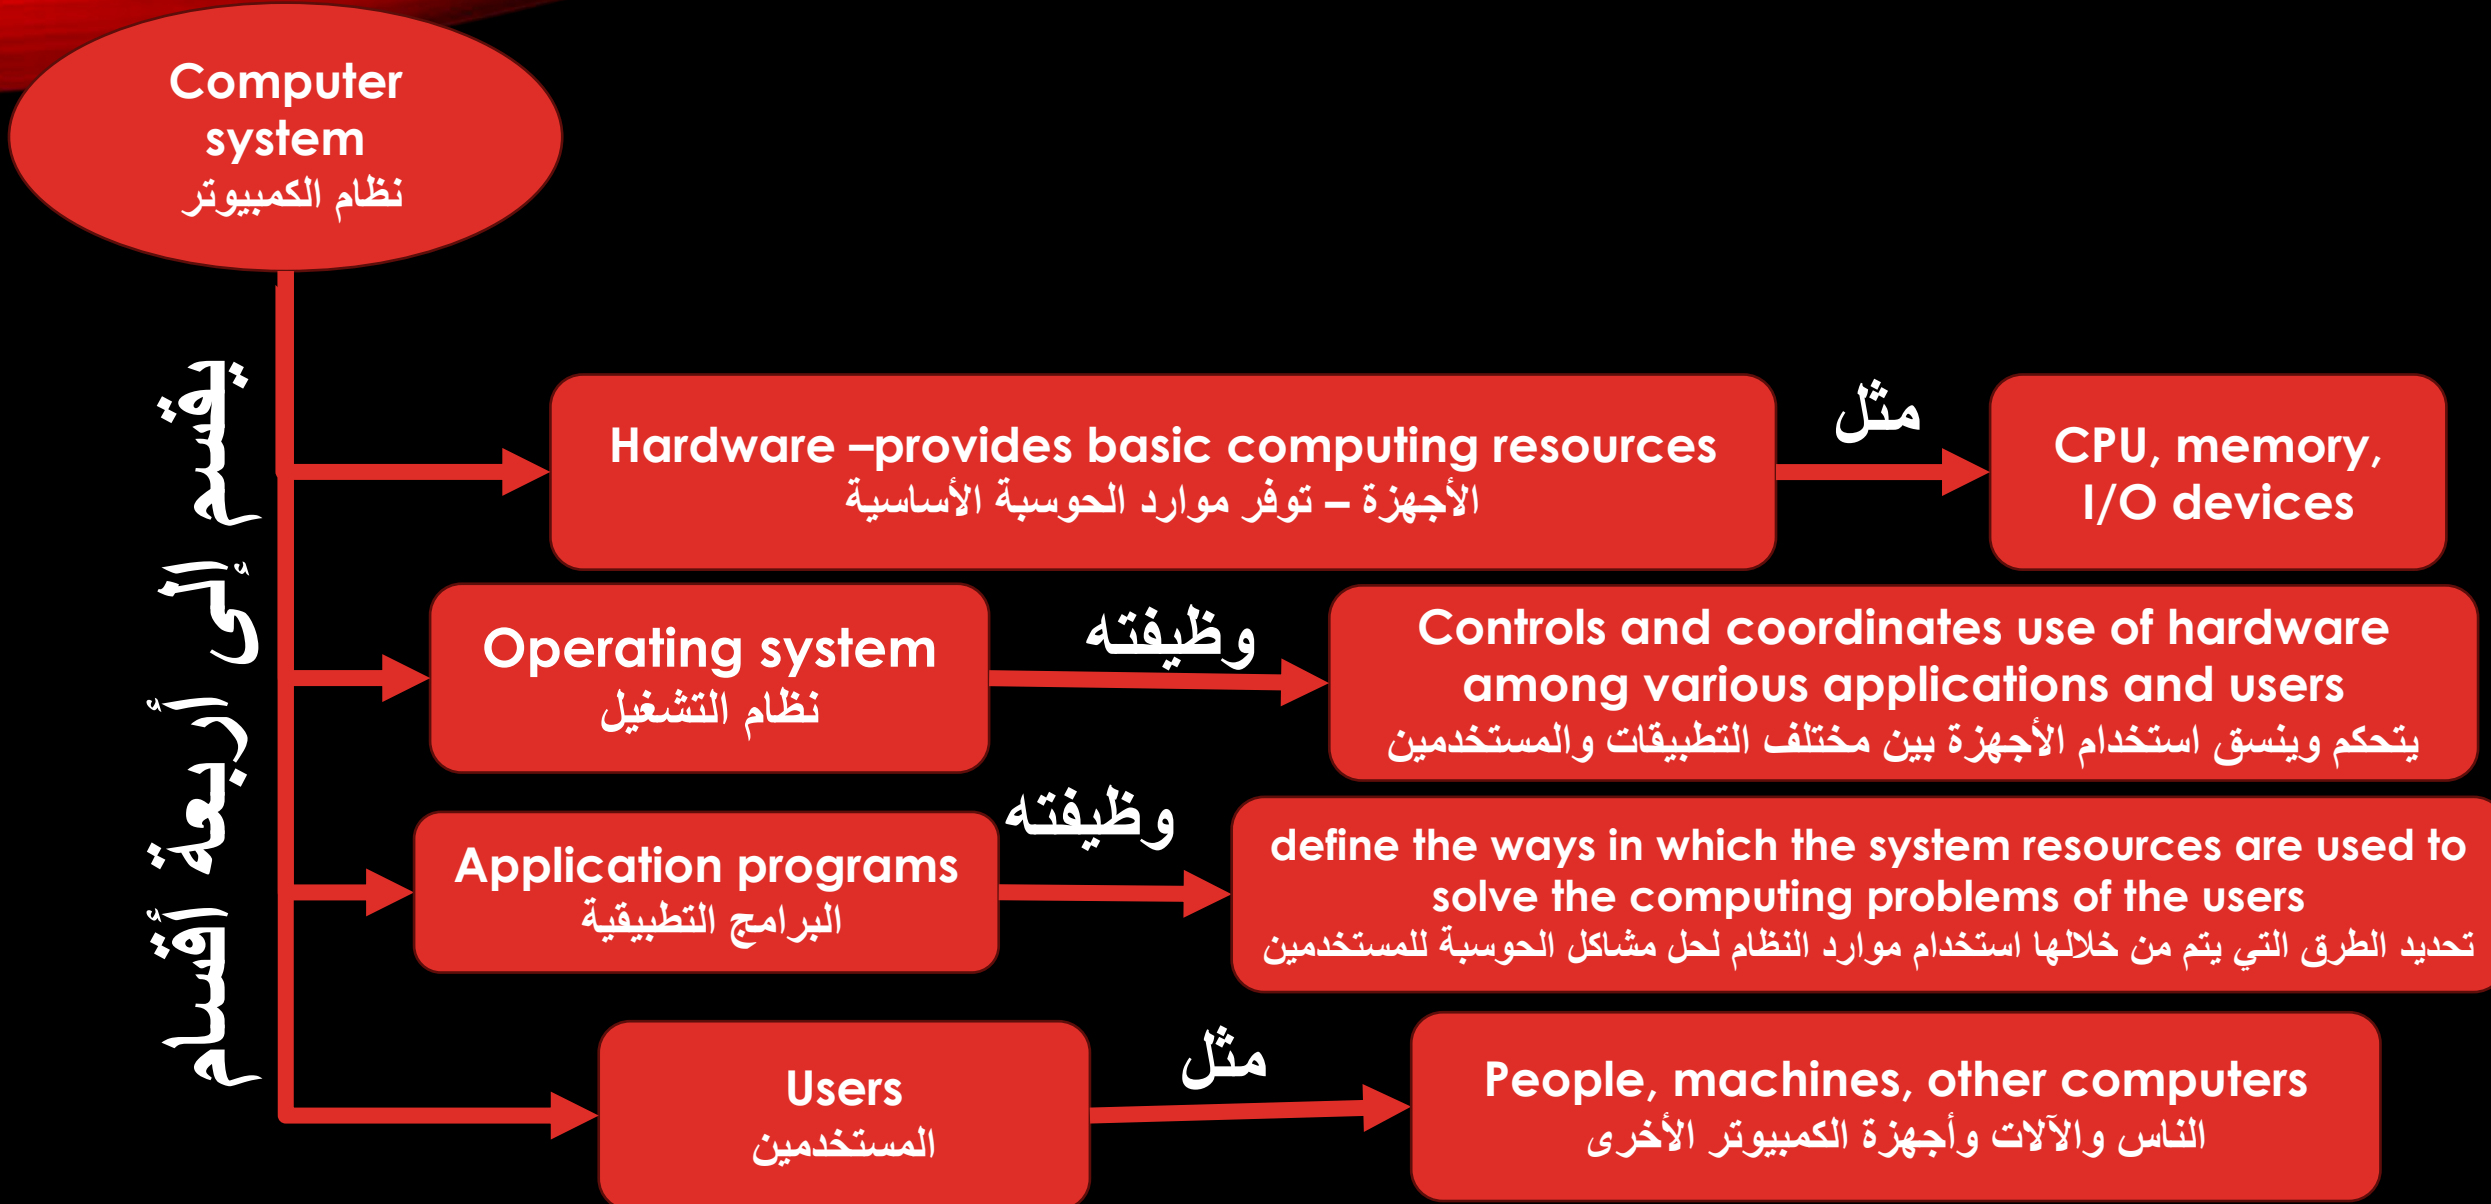 Computer
system
نظام الكمبيوتر
يقسم إلى أربعة أقسام
Hardware –provides basic computing resources
الأجهزة – توفر موارد الحوسبة الأساسية
مثل
CPU, memory,
I/O devices
Operating system
نظام التشغيل
وظيفته
Controls and coordinates use of hardware
among various applications and users
يتحكم وينسق استخدام الأجهزة بين مختلف التطبيقات والمستخدمين
Application programs
البرامج التطبيقية
وظيفته
define the ways in which the system resources are used to
solve the computing problems of the users
تحديد الطرق التي يتم من خلالها استخدام موارد النظام لحل مشاكل الحوسبة للمستخدمين
Users
المستخدمين
مثل
People, machines, other computers
الناس والآلات وأجهزة الكمبيوتر الأخرى